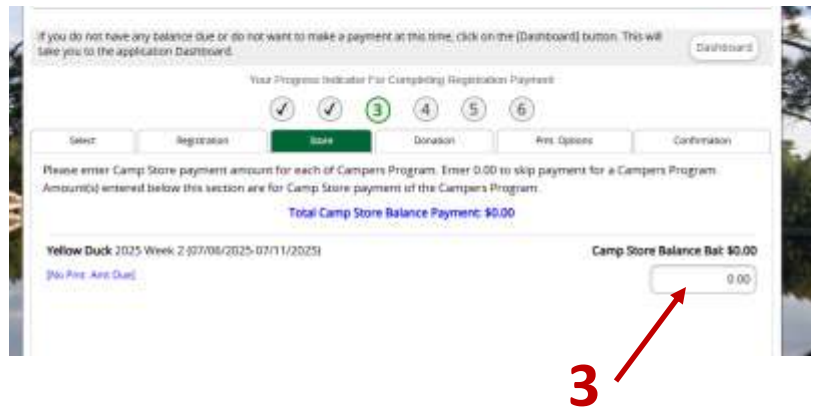 If you do not have any balance due or do not want to make a payment at this time, click on the [Dashboard] button. This will
take you to the application Dashboard.
Dashboard
Your Progress Indicator For Completing Registration Payment
✓ ✓ 3 4 5 6
Select Registration Store Donation Pmt. Options Confirmation
Please enter Camp Store payment amount for each of Campers Program. Enter 0.00 to skip payment for a Campers Program.
Amount(s) entered below this section are for Camp Store payment of the Campers Program.
Total Camp Store Balance Payment: $0.00
Yellow Duck 2025 Week 2 (07/06/2025-07/11/2025)
Camp Store Balance Bal: $0.00
[No Pmt. Amt Due]
0.00
3